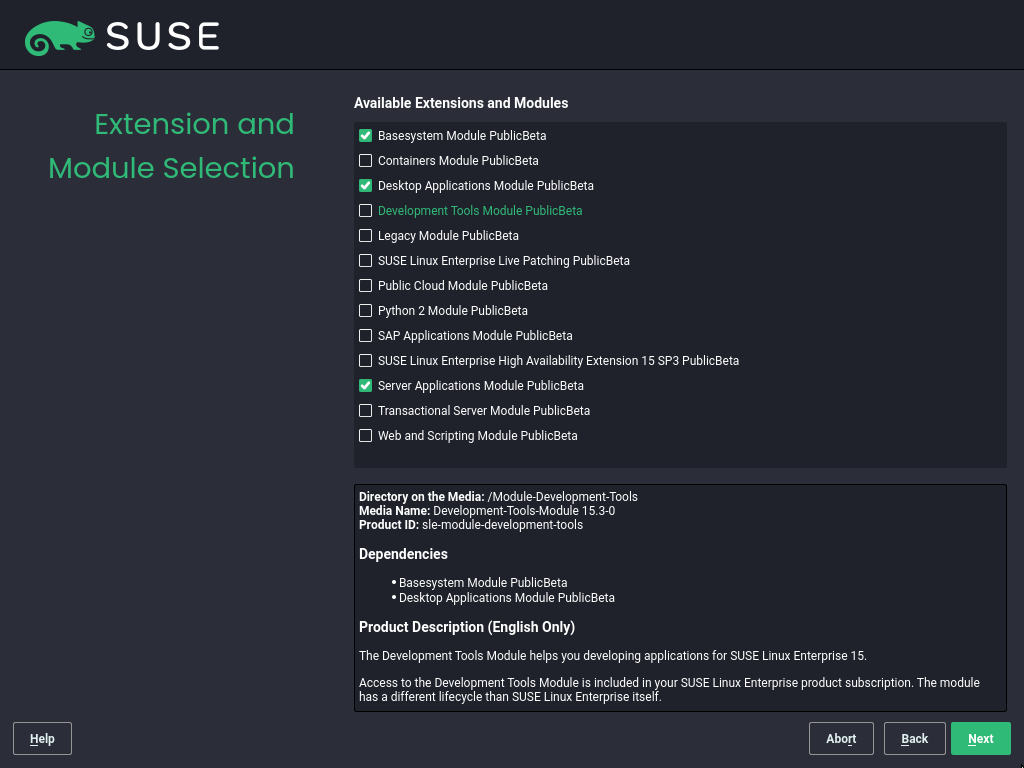 SUSE
Extension and
Module Selection
Available Extensions and Modules
Basesystem Module PublicBeta
Containers Module PublicBeta
Desktop Applications Module PublicBeta
Development Tools Module PublicBeta
Legacy Module PublicBeta
SUSE Linux Enterprise Live Patching PublicBeta
Public Cloud Module PublicBeta
Python 2 Module PublicBeta
SAP Applications Module PublicBeta
SUSE Linux Enterprise High Availability Extension 15 SP3 PublicBeta
Server Applications Module PublicBeta
Transactional Server Module PublicBeta
Web and Scripting Module PublicBeta
Directory on the Media: /Module-Development-Tools
Media Name: Development-Tools-Module 15.3-0
Product ID: sle-module-development-tools
Dependencies
• Basesystem Module PublicBeta
• Desktop Applications Module PublicBeta
Product Description (English Only)
The Development Tools Module helps you developing applications for SUSE Linux Enterprise 15.
Access to the Development Tools Module is included in your SUSE Linux Enterprise product subscription. The module
has a different lifecycle than SUSE Linux Enterprise itself.
Help
Abort
Back
Next